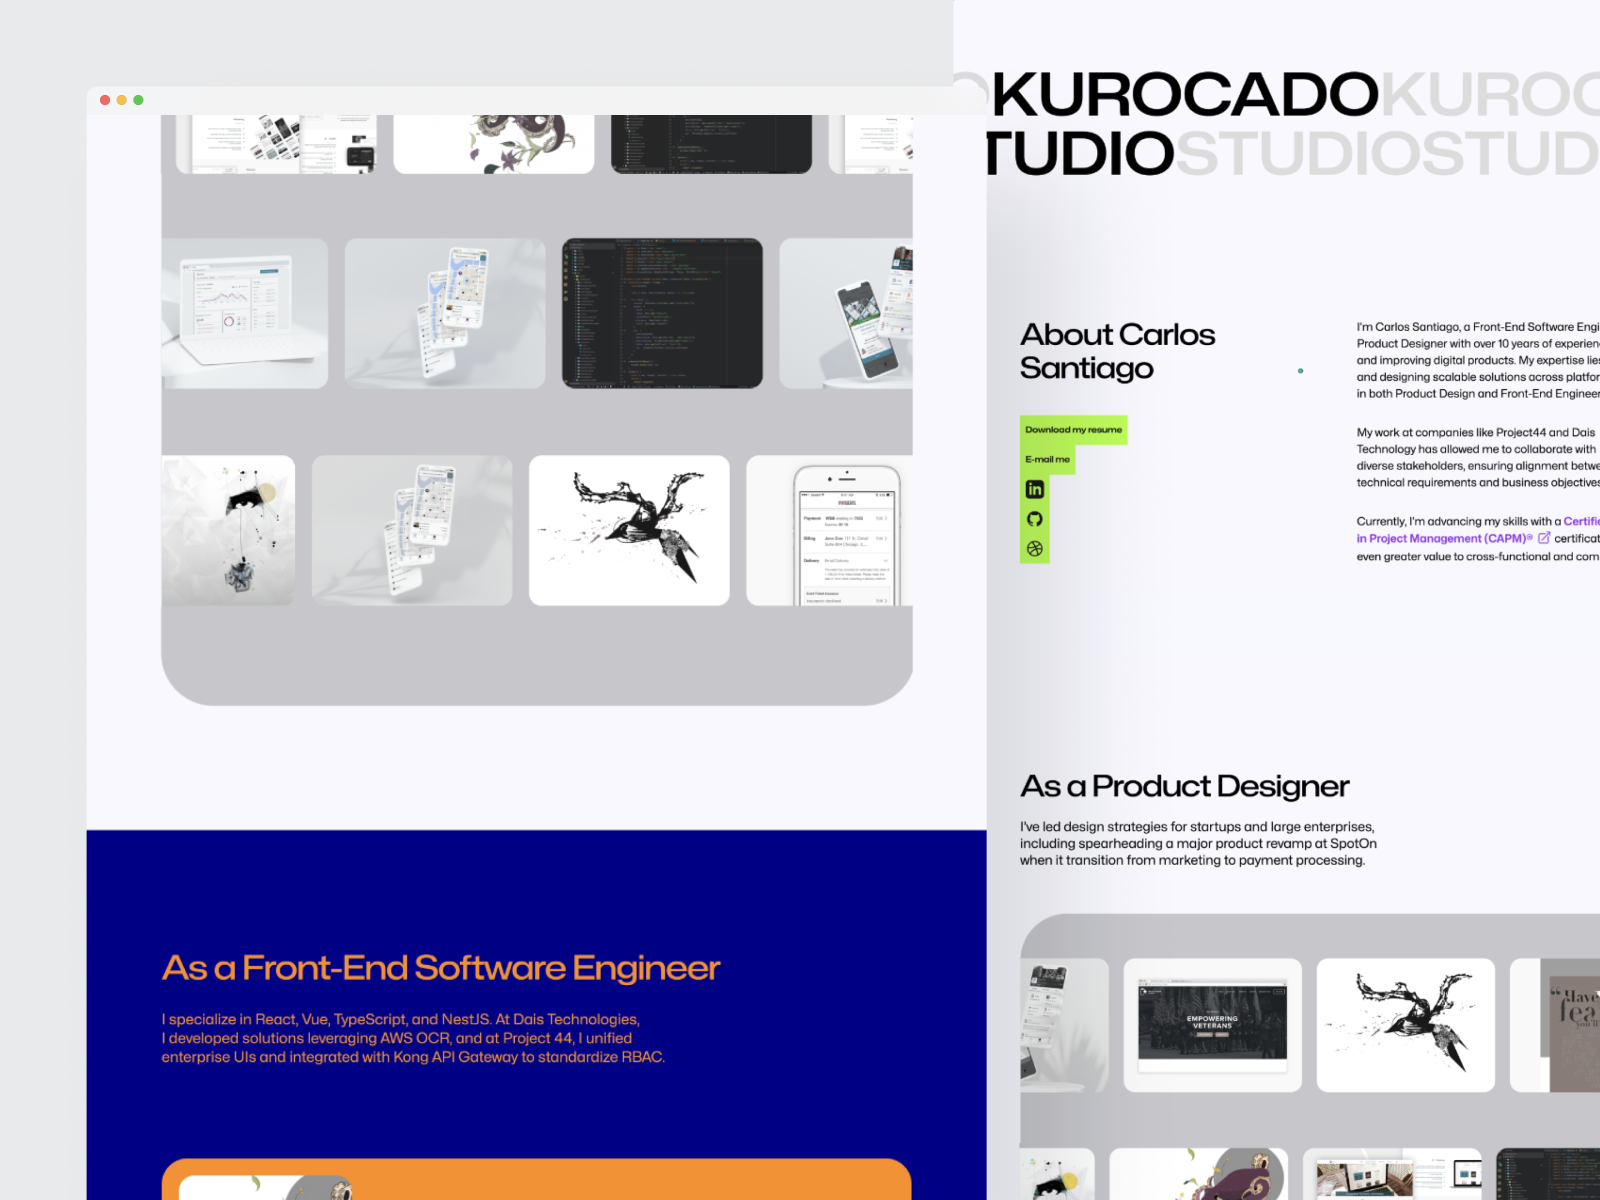 KUROCADOKUROC
TUDIOSTUDIOSTUD
About Carlos
Santiago
Download my resume
E-mail me
in
I'm Carlos Santiago, a Front-End Software Engi
Product Designer with over 10 years of experien
and improving digital products. My expertise lies
and designing scalable solutions across platfor
in both Product Design and Front-End Engineer
My work at companies like Project44 and Dais
Technology has allowed me to collaborate with
diverse stakeholders, ensuring alignment betwe
technical requirements and business objectives
Currently, I'm advancing my skills with a Certifie
in Project Management (CAPM)® certificat
even greater value to cross-functional and com
As a Product Designer
I've led design strategies for startups and large enterprises,
including spearheading a major product revamp at SpotOn
when it transition from marketing to payment processing.
EMPOWERING
VETERANS
Payment
Billing
Delivery
As a Front-End Software Engineer
I specialize in React, Vue, TypeScript, and NestJS. At Dais Technologies,
I developed solutions leveraging AWS OCR, and at Project 44, I unified
enterprise UIs and integrated with Kong API Gateway to standardize RBAC.